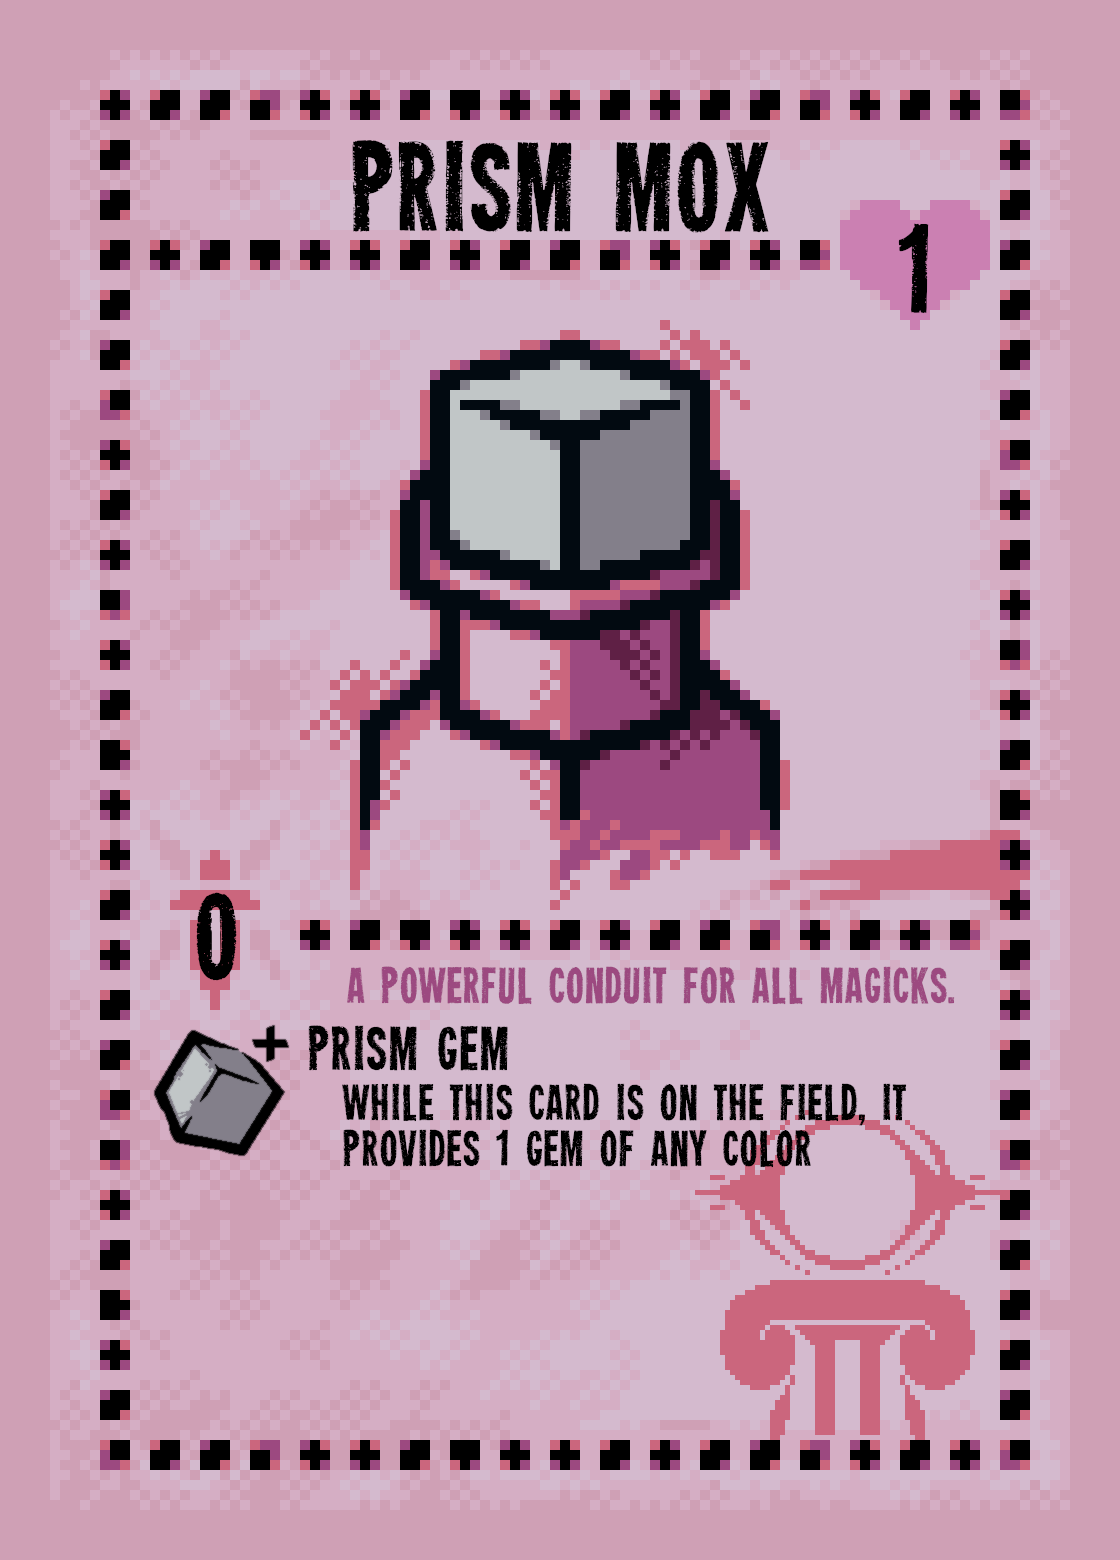 PRISM MOX
1
0
A POWERFUL CONDUIT FOR ALL MAGICKS.
+ PRISM GEM
WHILE THIS CARD IS ON THE FIELD, IT
PROVIDES 1 GEM OF ANY COLOR